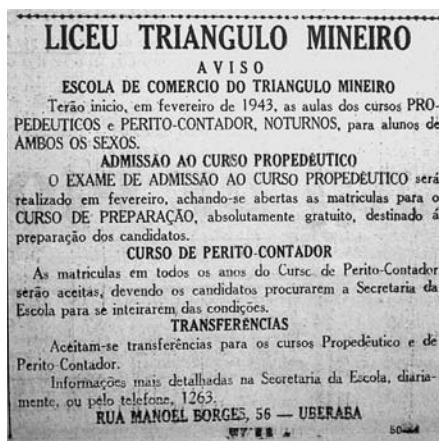 LICEU TRIANGULO MINEIRO
AVISO
ESCOLA DE COMERCIO DO TRIANGULO MINEIRO
Terão inicio, em fevereiro de 1943, as aulas dos cursos PRO-
PEDEUTICOS e PERITO-CONTADOR, NOTURNOS, para alunos de
AMBOS OS SEXOS.
ADMISSÃO AO CURSO PROPEDÊUTICO
O EXAME DE ADMISSÃO AO CURSO PROPEDÊUTICO será
realizado em fevereiro, achando-se abertas as matriculas para o
CURSO DE PREPARAÇÃO, absolutamente gratuito, destinado á
preparação dos candidatos.
CURSO DE PERITO-CONTADOR
As matriculas em todos os anos do Curso de Perito-Contador
serão aceitas, devendo os candidatos procurarem a Secretaria da
Escola para se inteirarem das condições.
TRANSFERÊNCIAS
Aceitam-se transferências para os cursos Propedêutico e de
Perito-Contador.
Informações mais detalhadas na Secretaria da Escola, diaria-
mente, ou pelo telefone, 1263.
RUA MANOEL BORGES, 56 — UBERABA